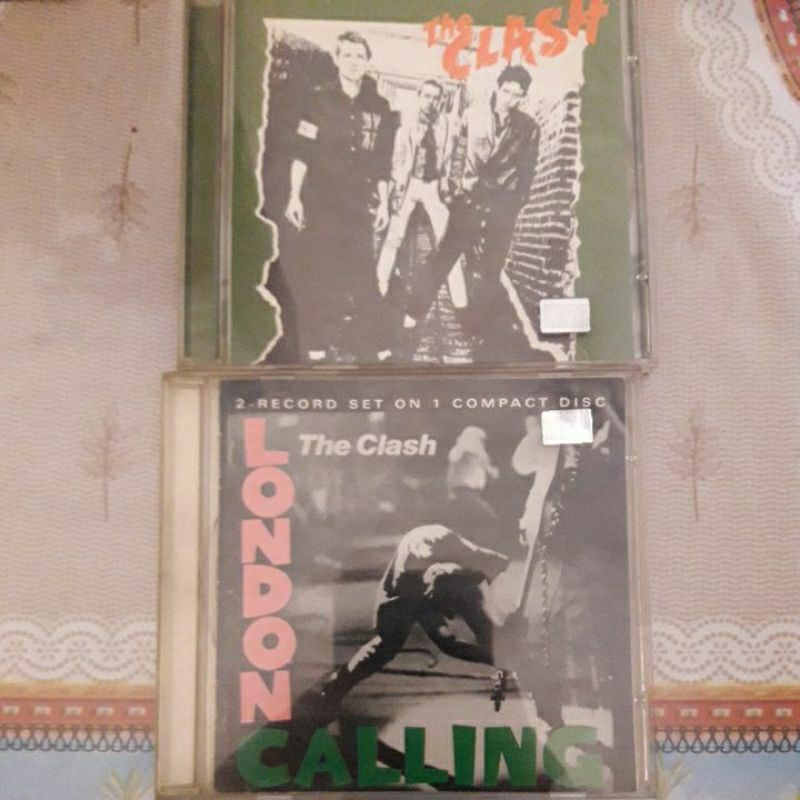 The CLASH
2-RECORD SET ON 1 COMPACT DISC
The Clash
LONDON
CALLING